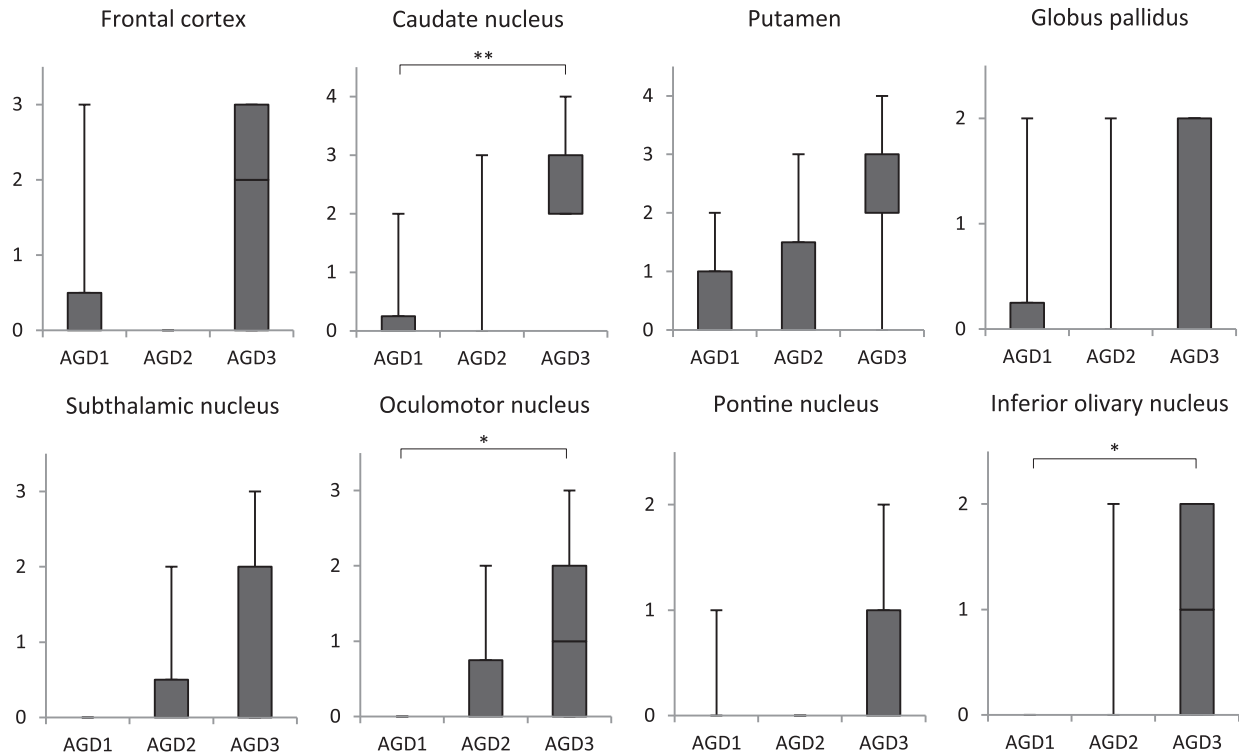 Frontal cortex
3
2
1
0
AGD1 AGD2 AGD3
Caudate nucleus
**
4
3
2
1
0
AGD1 AGD2 AGD3
Putamen
4
3
2
1
0
AGD1 AGD2 AGD3
Globus pallidus
2
1
0
AGD1 AGD2 AGD3
Subthalamic nucleus
3
2
1
0
AGD1 AGD2 AGD3
Oculomotor nucleus
*
3
2
1
0
AGD1 AGD2 AGD3
Pontine nucleus
2
1
0
AGD1 AGD2 AGD3
Inferior olivary nucleus
*
2
1
0
AGD1 AGD2 AGD3